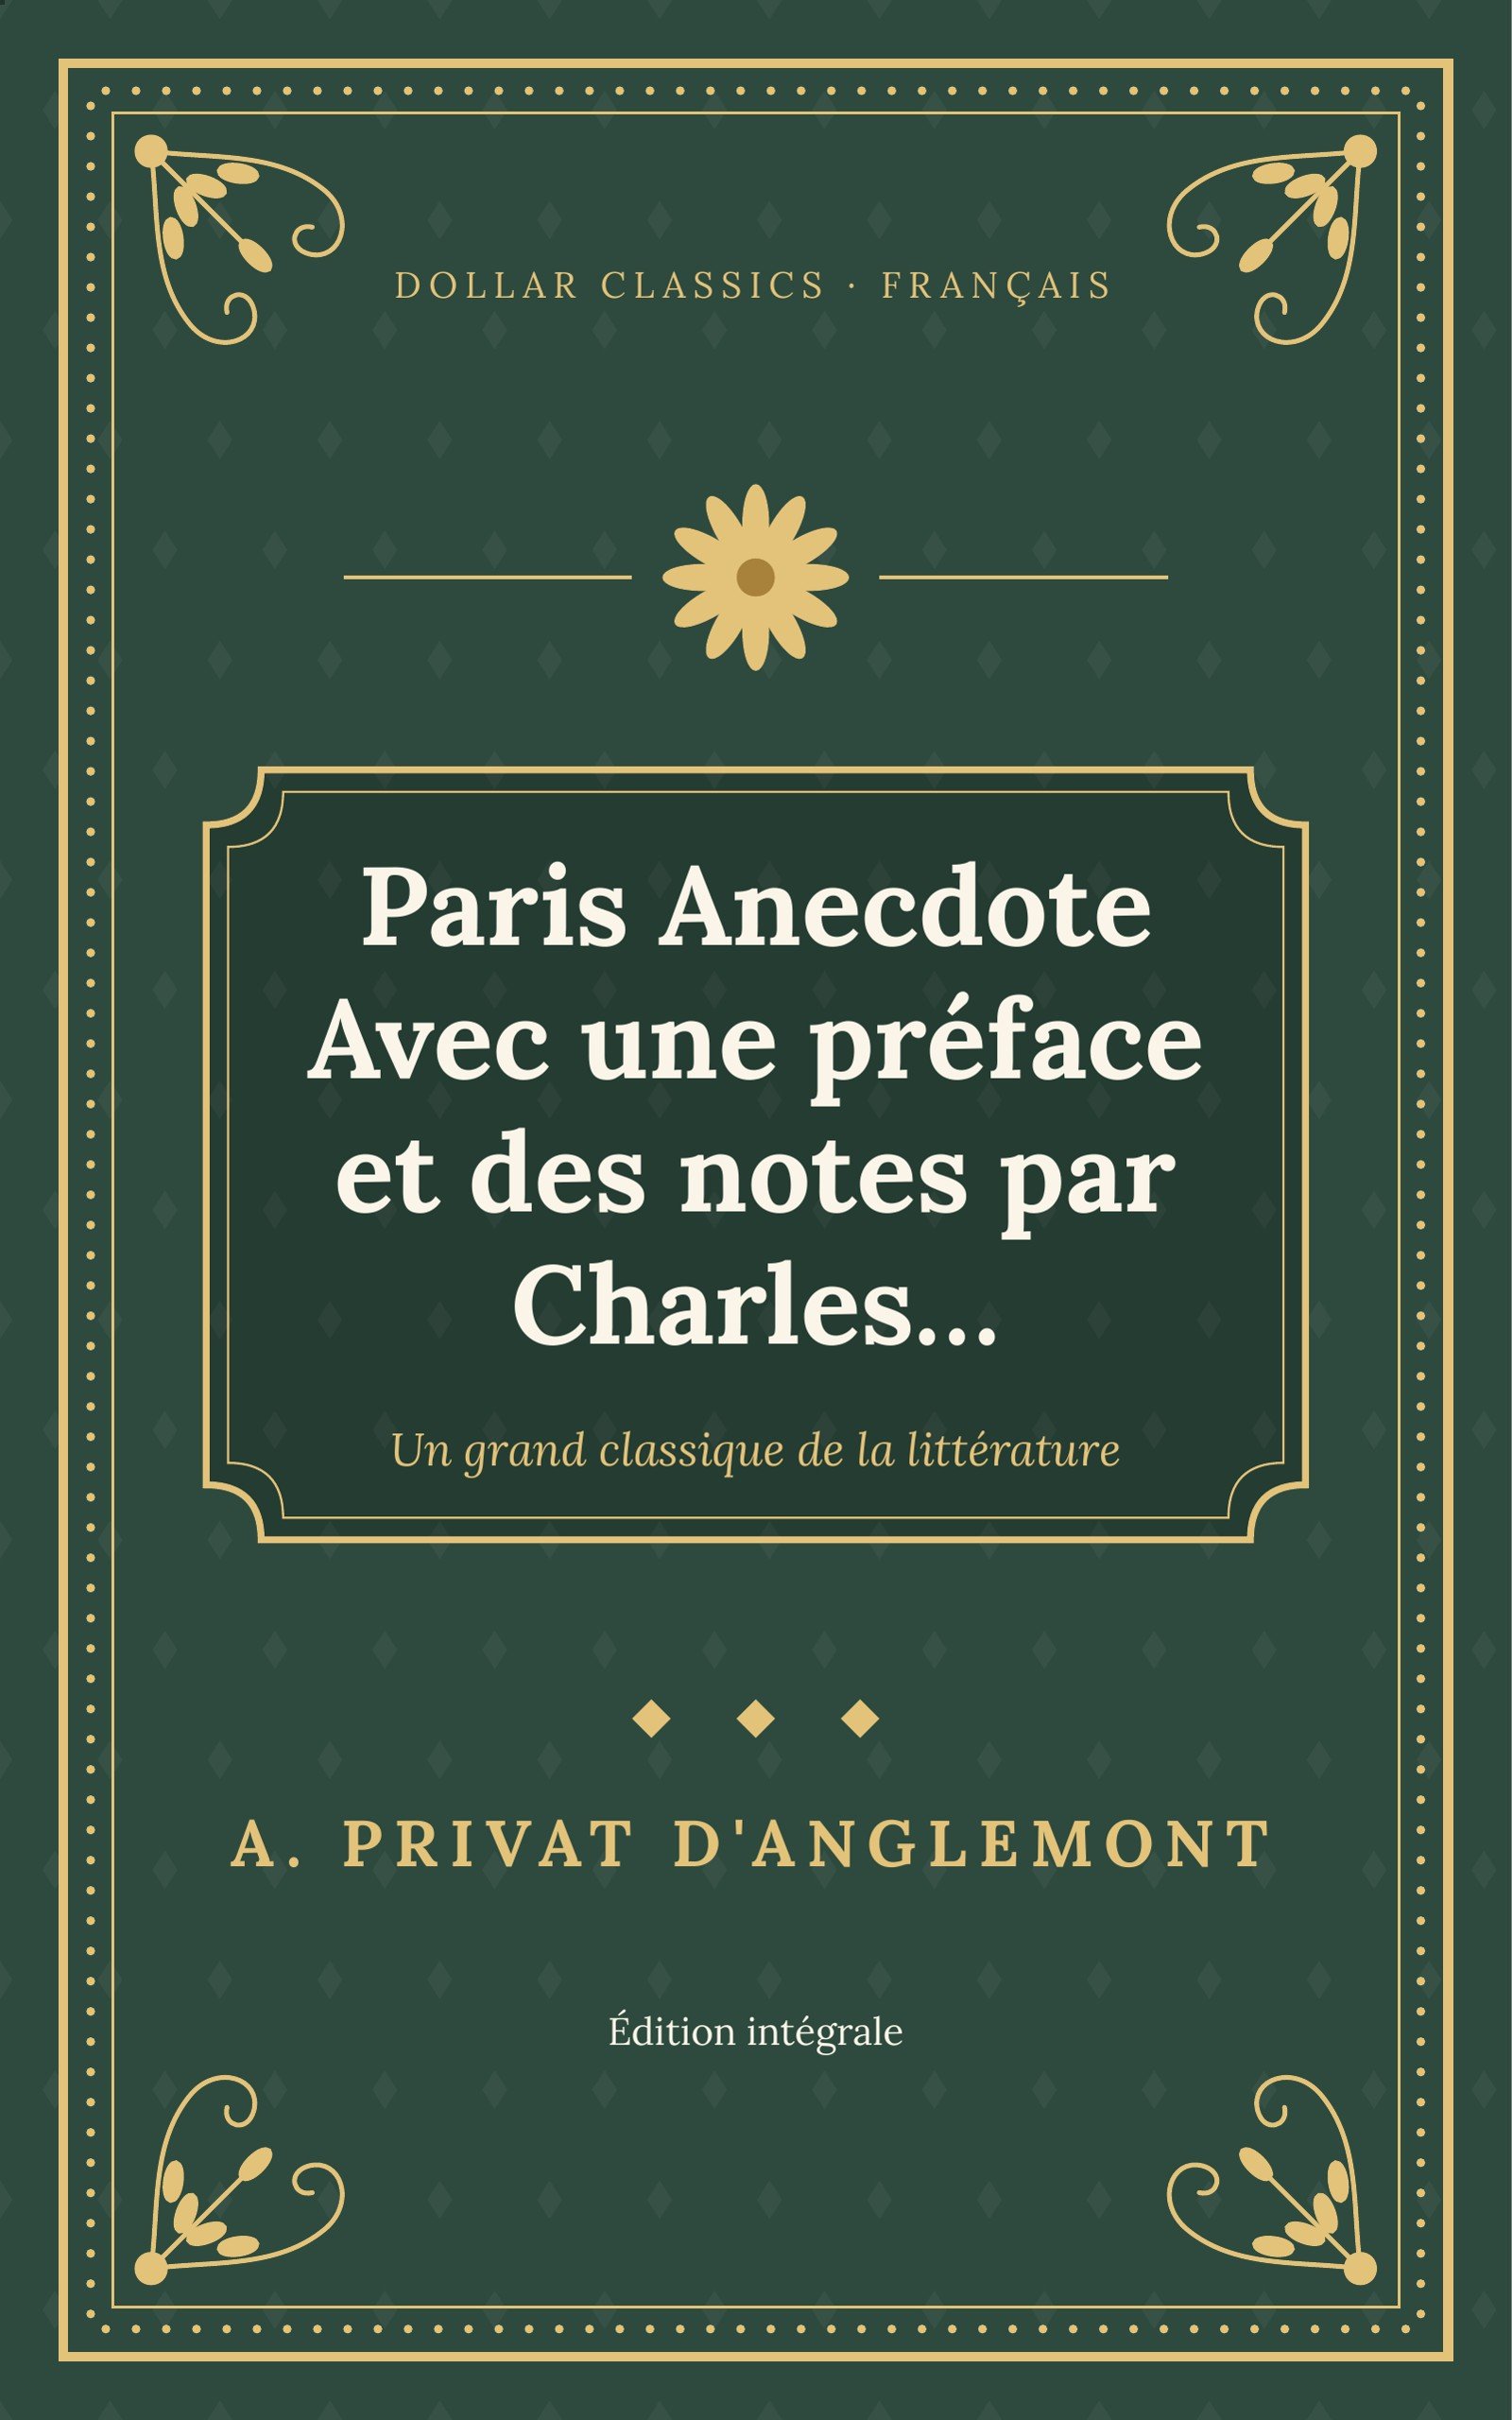 DOLLAR CLASSICS · FRANÇAIS
Paris Anecdote
Avec une préface
et des notes par
Charles...
Un grand classique de la littérature
A. PRIVAT D'ANGLEMONT
Édition intégrale